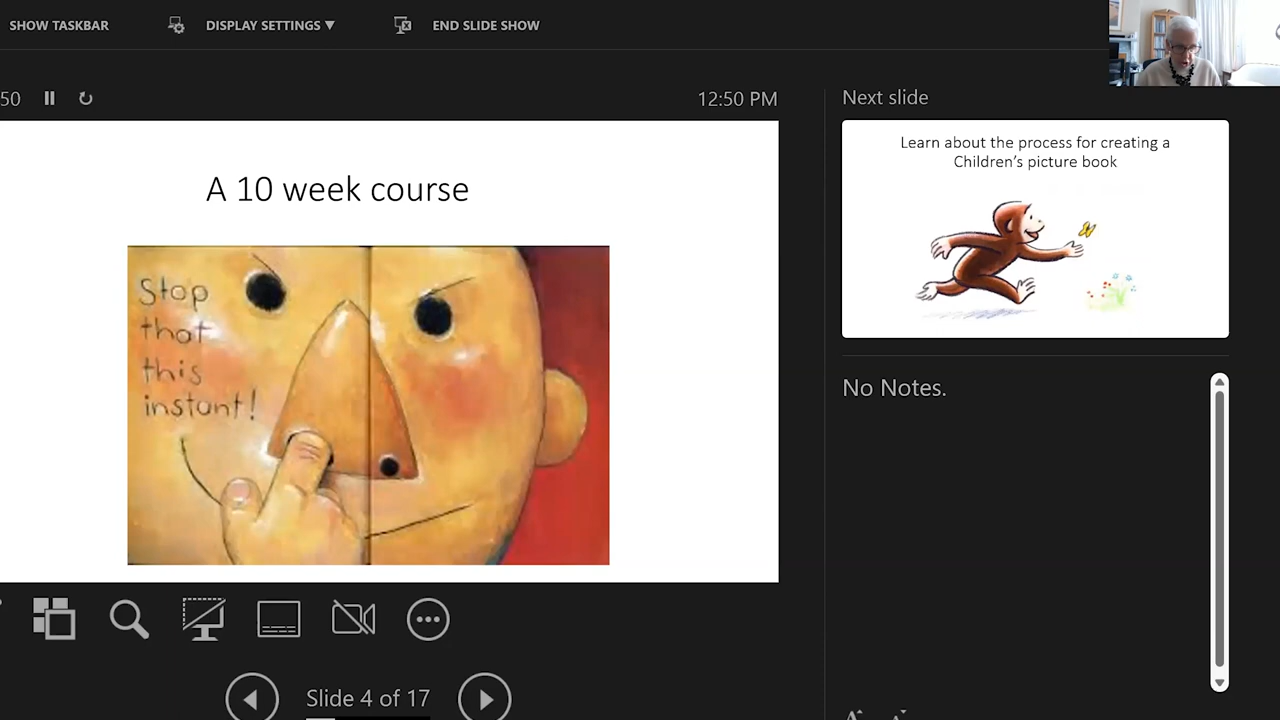 SHOW TASKBAR
DISPLAY SETTINGS ▼
END SLIDE SHOW
50
12:50 PM
Next slide
A 10 week course
Stop
that
this
instant!
Learn about the process for creating a
Children's picture book
No Notes.
Slide 4 of 17